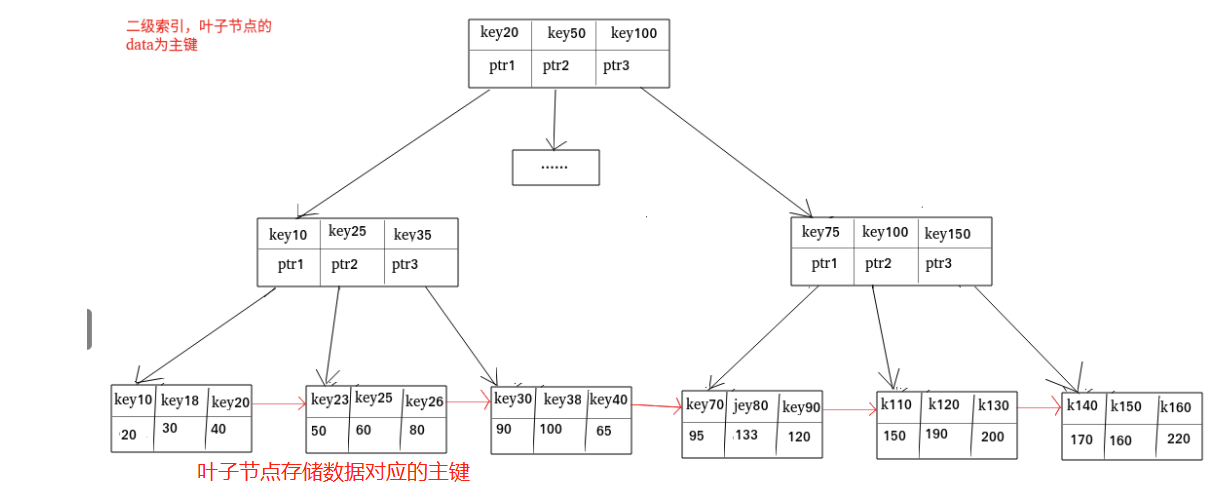 二级索引，叶子节点的
data为主键
key20 key50 key100
ptr1 ptr2 ptr3
......
key10 key25 key35
ptr1 ptr2 ptr3
key75 key100 key150
ptr1 ptr2 ptr3
key10 key18 key20
20 30 40
key23 key25 key26
50 60 80
key30 key38 key40
90 100 65
key70 jey80 key90
95 133 120
k110 k120 k130
150 190 200
k140 k150 k160
170 160 220
叶子节点存储数据对应的主键